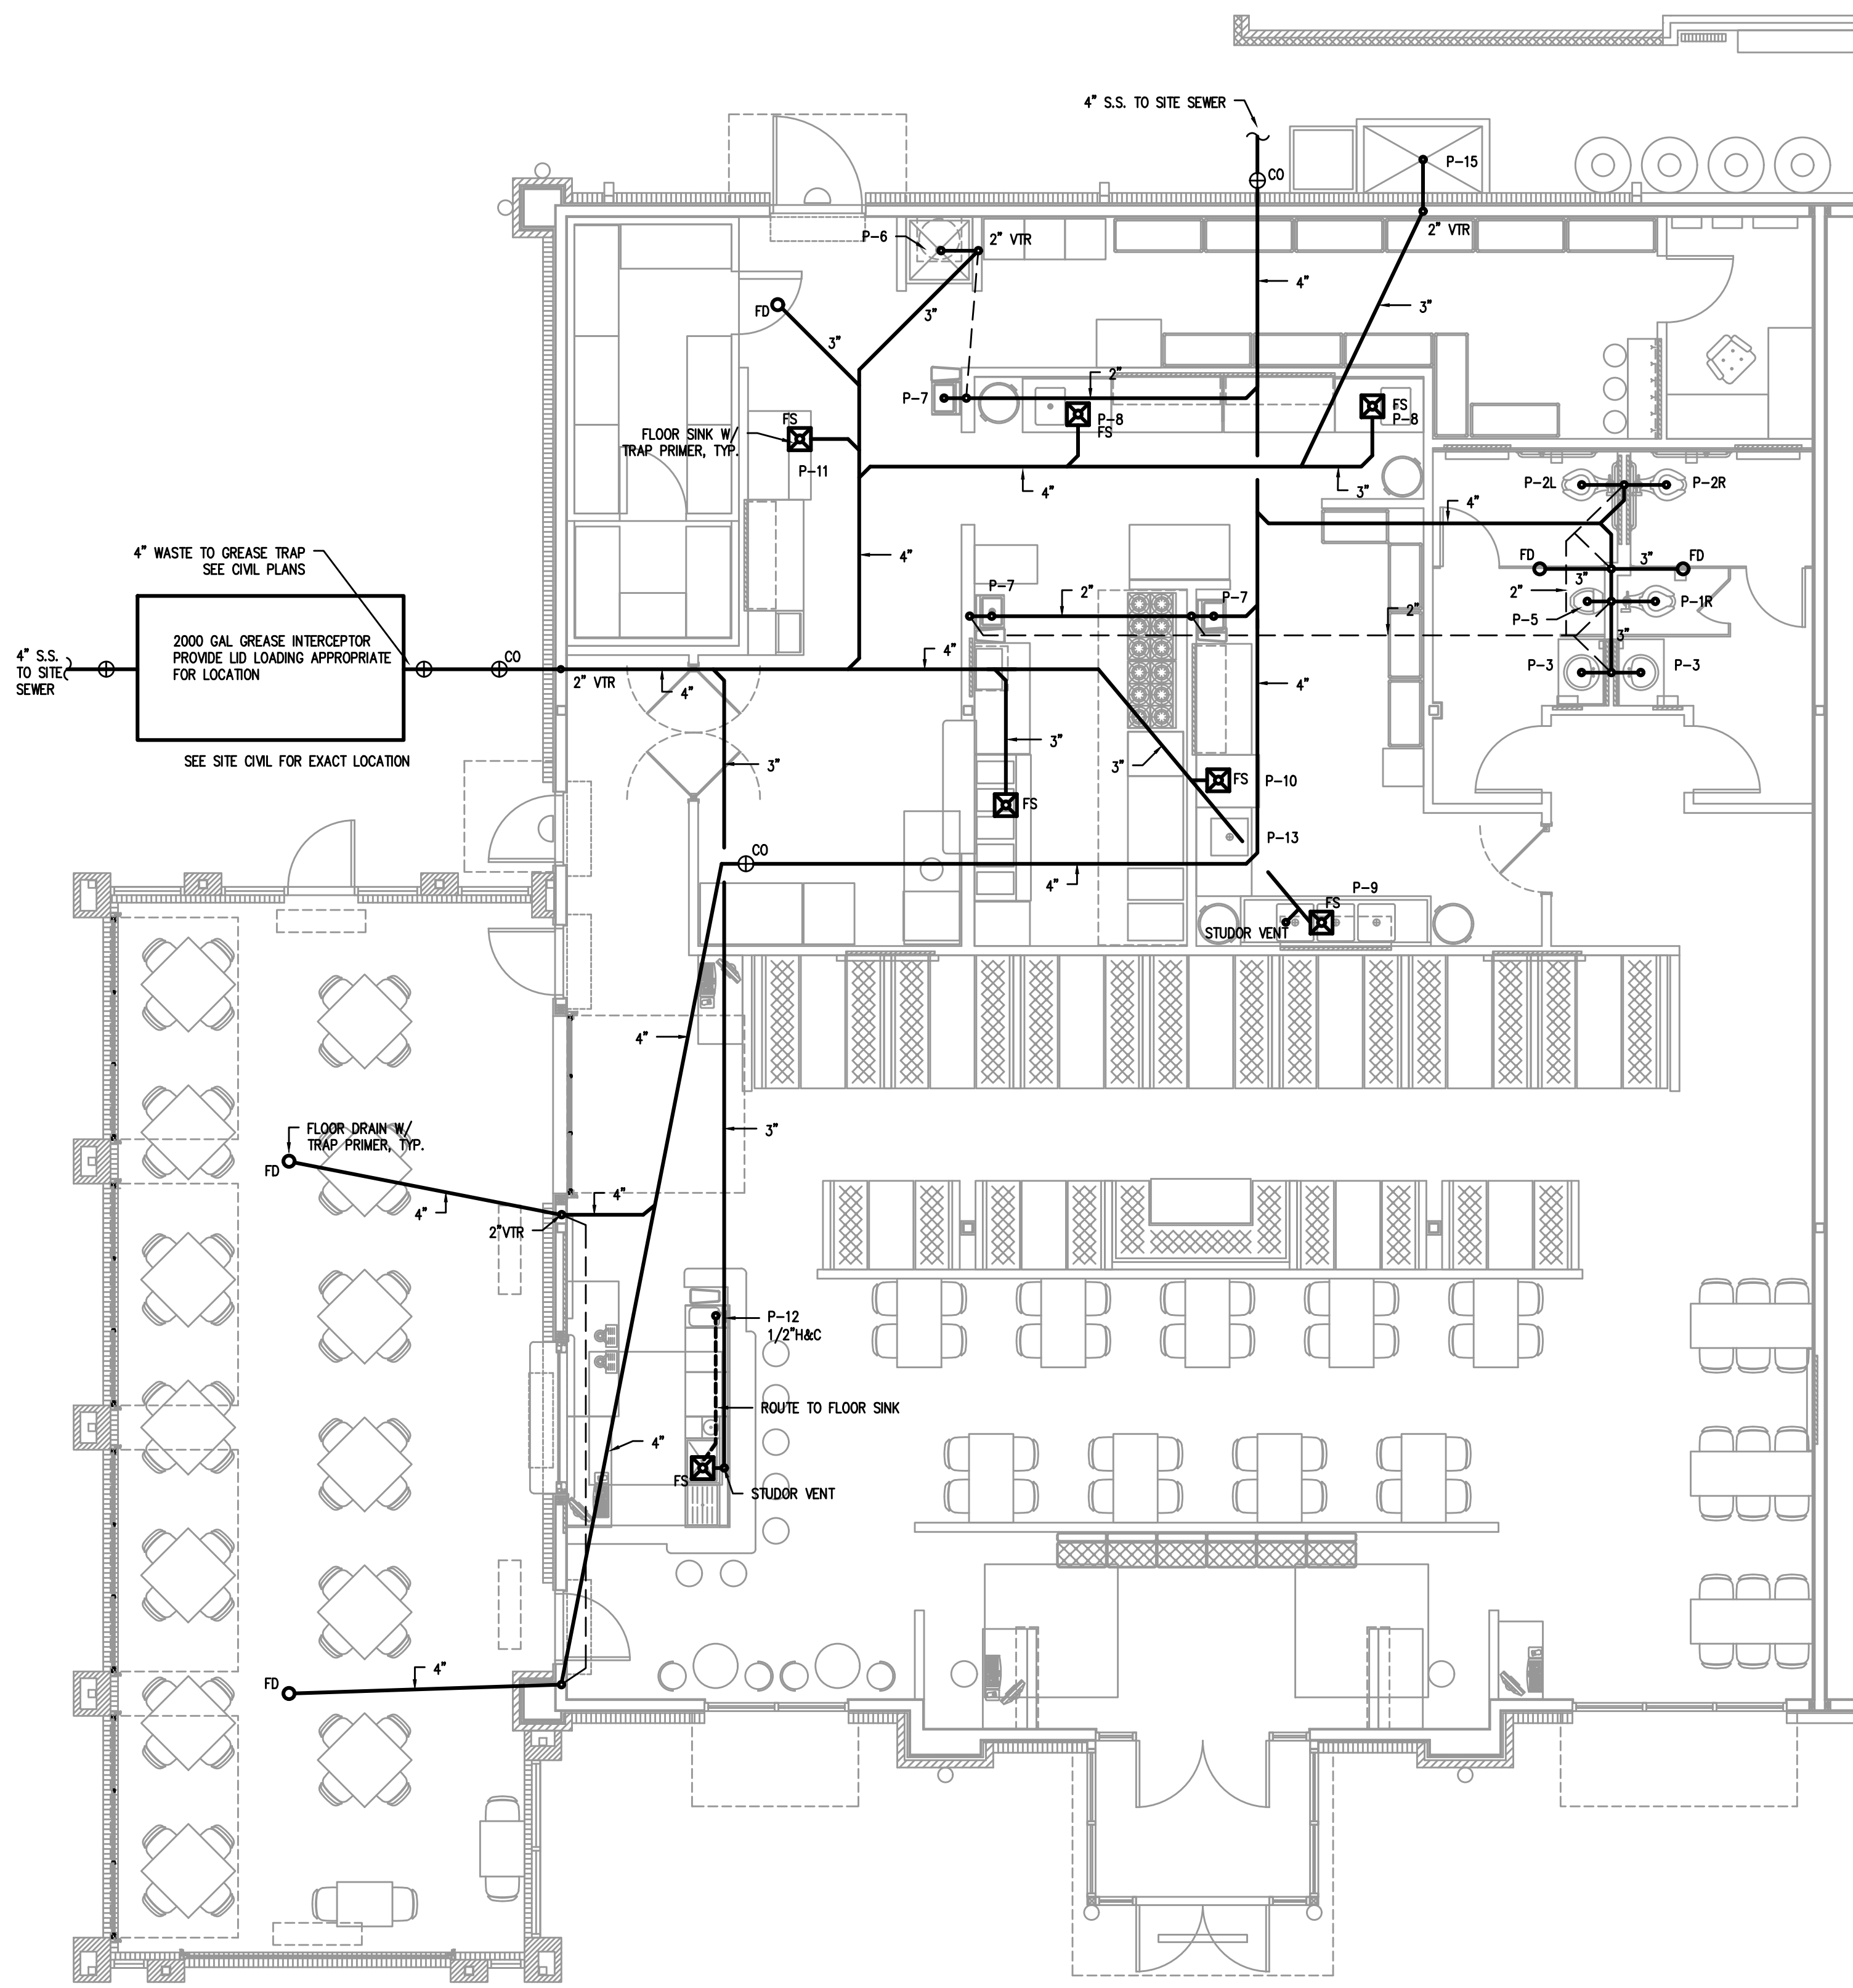 4" S.S. TO SITE SEWER
CO
P-15
P-6
2" VTR
2" VTR
4"
3"
FD
3"
3"
2"
P-7
FS
P-8
FS
FS
P-8
FLOOR SINK W/
TRAP PRIMER, TYP.
P-11
4"
3"
P-2L
P-2R
4"
4" WASTE TO GREASE TRAP
SEE CIVIL PLANS
4"
FD
FD
3"
3"
P-7
P-7
2"
2"
2"
P-5
P-1R
3"
2000 GAL GREASE INTERCEPTOR
PROVIDE LID LOADING APPROPRIATE
FOR LOCATION
4" S.S.
TO SITE
SEWER
CO
2" VTR
4"
4"
4"
P-3
P-3
SEE SITE CIVIL FOR EXACT LOCATION
3"
3"
3"
FS
P-10
FS
P-13
CO
4"
P-9
FS
STUDOR VENT
4"
FLOOR DRAIN W/
TRAP PRIMER, TYP.
3"
FD
4"
4"
2"VTR
P-12
1/2"H&C
ROUTE TO FLOOR SINK
4"
FS
STUDOR VENT
FD
4"